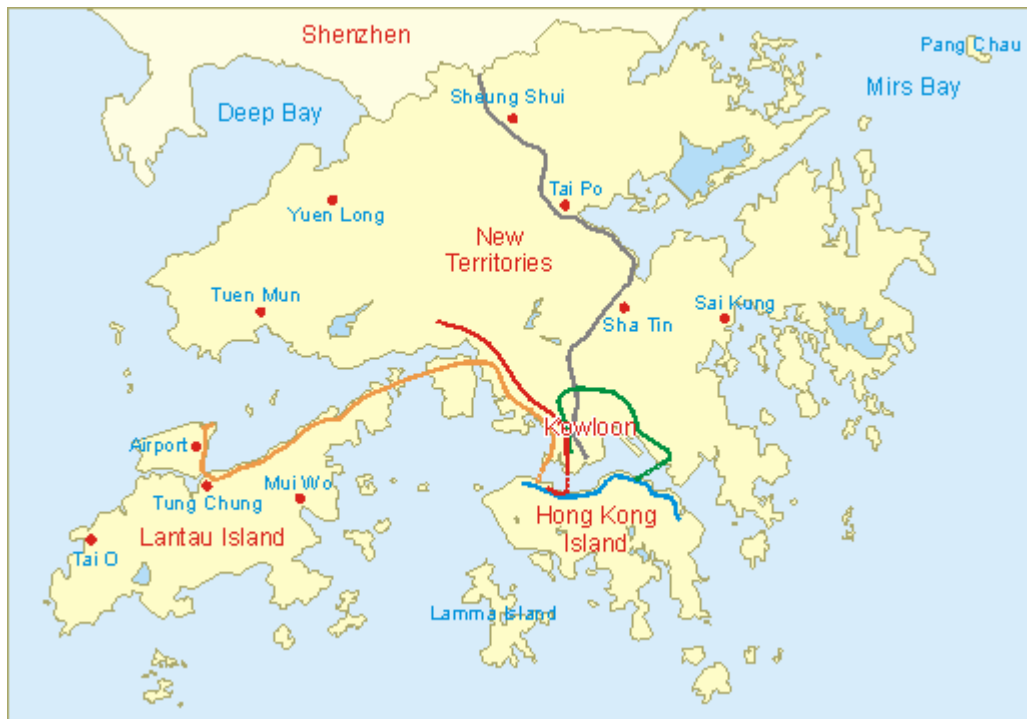 Shenzhen
Pang Chau
Mirs Bay
Sheung Shui
Deep Bay
Tai Po
Yuen Long
New
Territories
Tuen Mun
Sai Kung
Sha Tin
Kowloon
Airport
Mui Wo
Tung Chung
Hong Kong
Island
Lantau Island
Tai O
Lamma Island